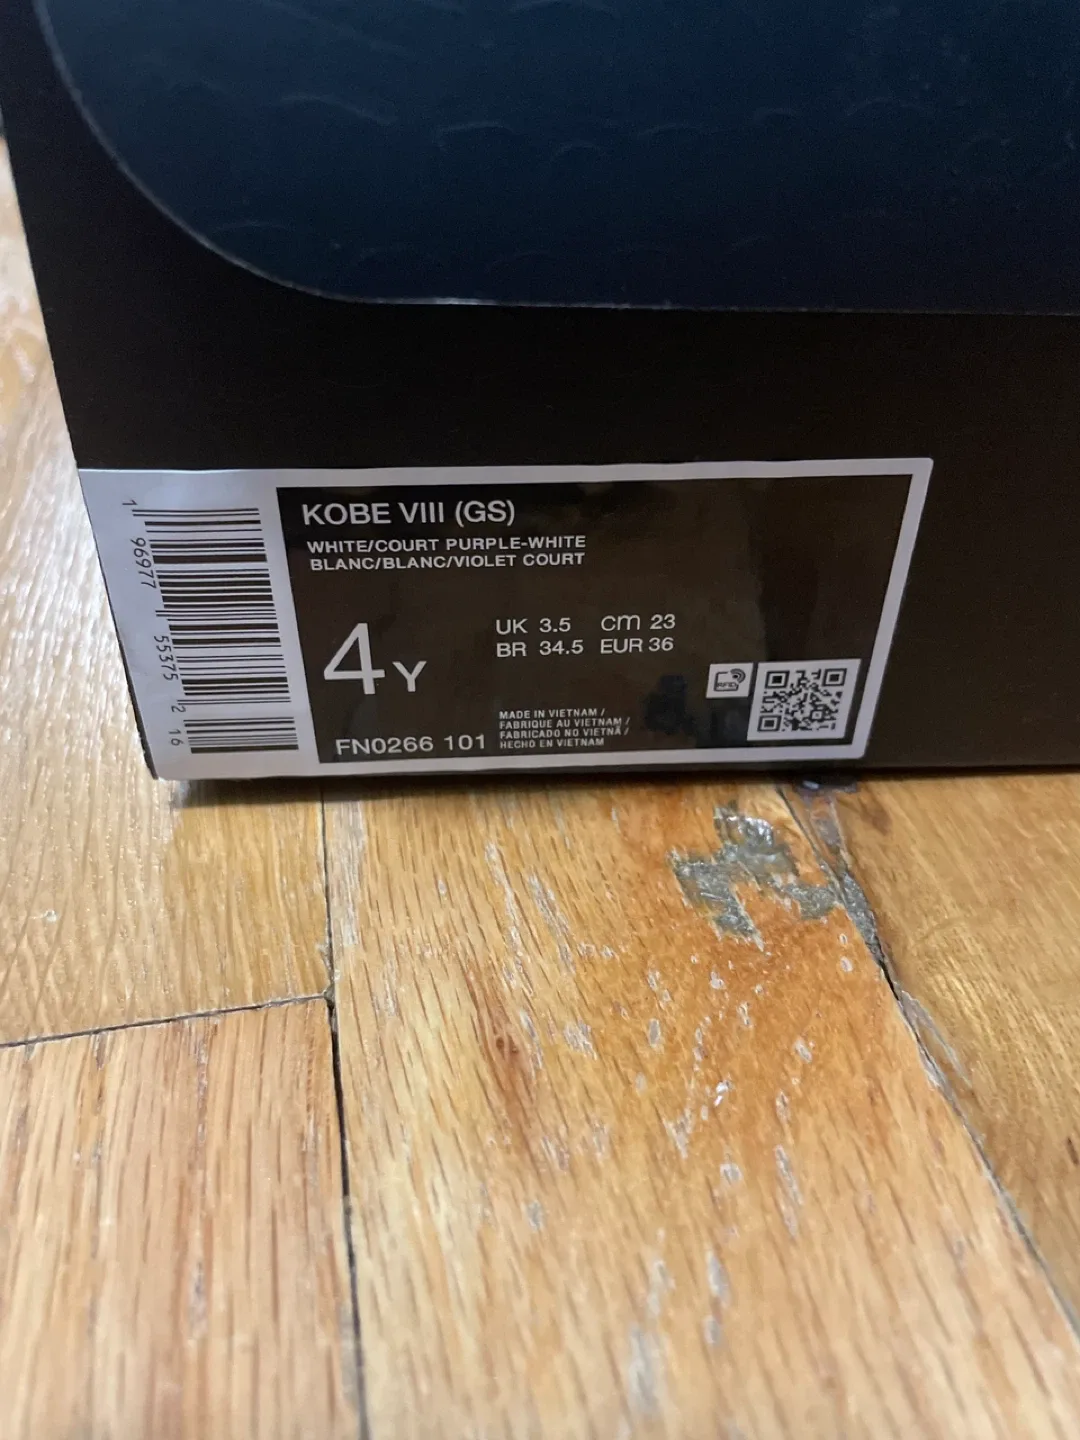 KOBE VIII (GS)
WHITE/COURT PURPLE-WHITE
BLANC/BLANC/VIOLET COURT
4Y
UK 3.5 cm 23
BR 34.5 EUR 36
RFID
MADE IN VIETNAM /
FABRIQUE AU VIETNAM /
FABRICADO NO VIETNÃ /
HECHO EN VIETNAM
FN0266 101
1 96977 55375 2 16